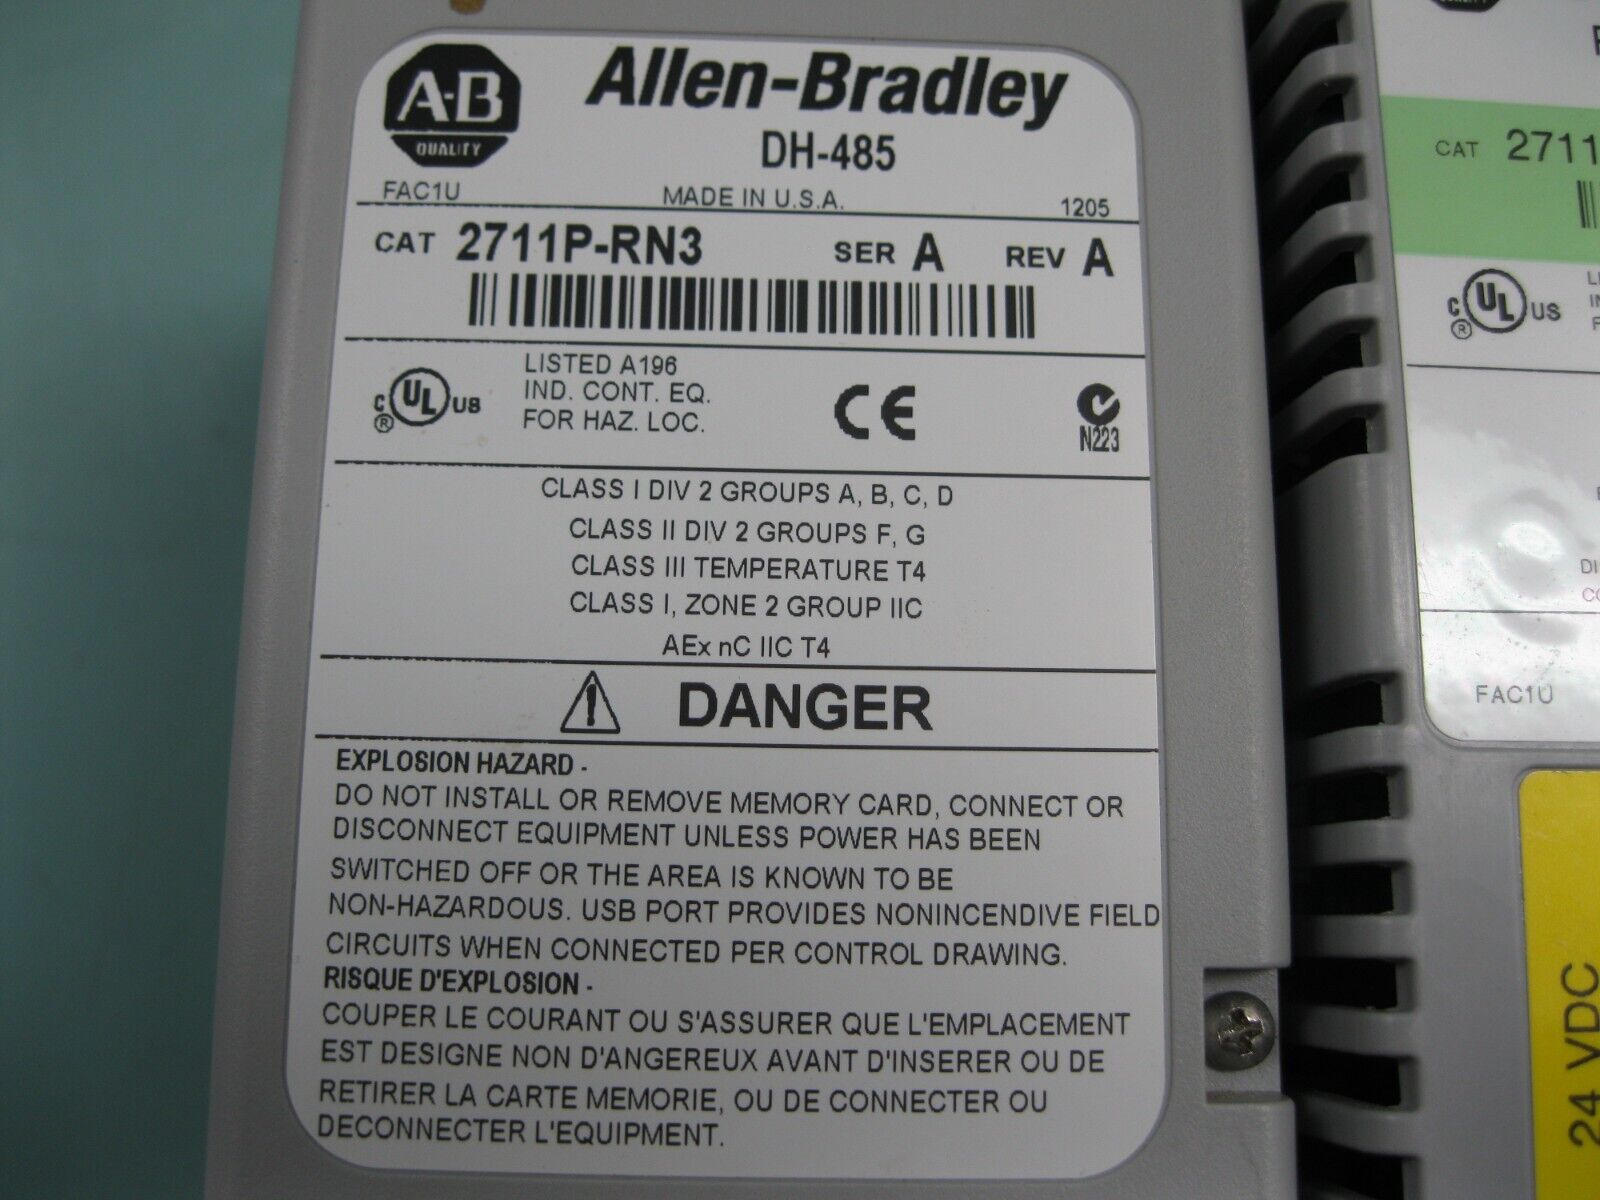 A-B
QUALITY
Allen-Bradley
DH-485
FAC1U MADE IN U.S.A. 1205
CAT 2711P-RN3 SER A REV A
C UL US
®
LISTED A196
IND. CONT. EQ.
FOR HAZ. LOC.
CE
N223
CLASS I DIV 2 GROUPS A, B, C, D
CLASS II DIV 2 GROUPS F, G
CLASS III TEMPERATURE T4
CLASS I, ZONE 2 GROUP IIC
AEx nC IIC T4
DANGER
EXPLOSION HAZARD -
DO NOT INSTALL OR REMOVE MEMORY CARD, CONNECT OR
DISCONNECT EQUIPMENT UNLESS POWER HAS BEEN
SWITCHED OFF OR THE AREA IS KNOWN TO BE
NON-HAZARDOUS. USB PORT PROVIDES NONINCENDIVE FIELD
CIRCUITS WHEN CONNECTED PER CONTROL DRAWING.
RISQUE D'EXPLOSION -
COUPER LE COURANT OU S'ASSURER QUE L'EMPLACEMENT
EST DESIGNE NON D'ANGEREUX AVANT D'INSERER OU DE
RETIRER LA CARTE MEMORIE, OU DE CONNECTER OU
DECONNECTER L'EQUIPMENT.
CAT 2711
C UL US
®
FAC1U
24 VDC